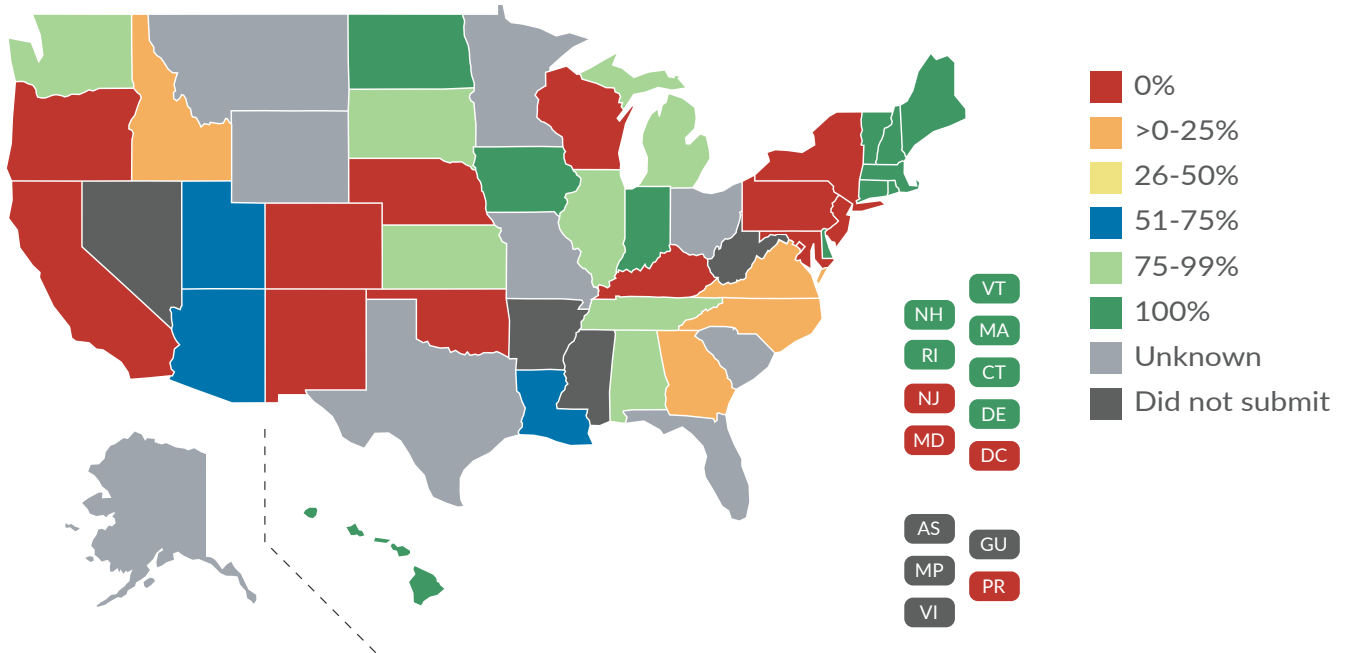 0%
>0-25%
26-50%
51-75%
75-99%
100%
Unknown
Did not submit
VT
NH
MA
RI
CT
NJ
DE
MD
DC
AS
GU
MP
PR
VI